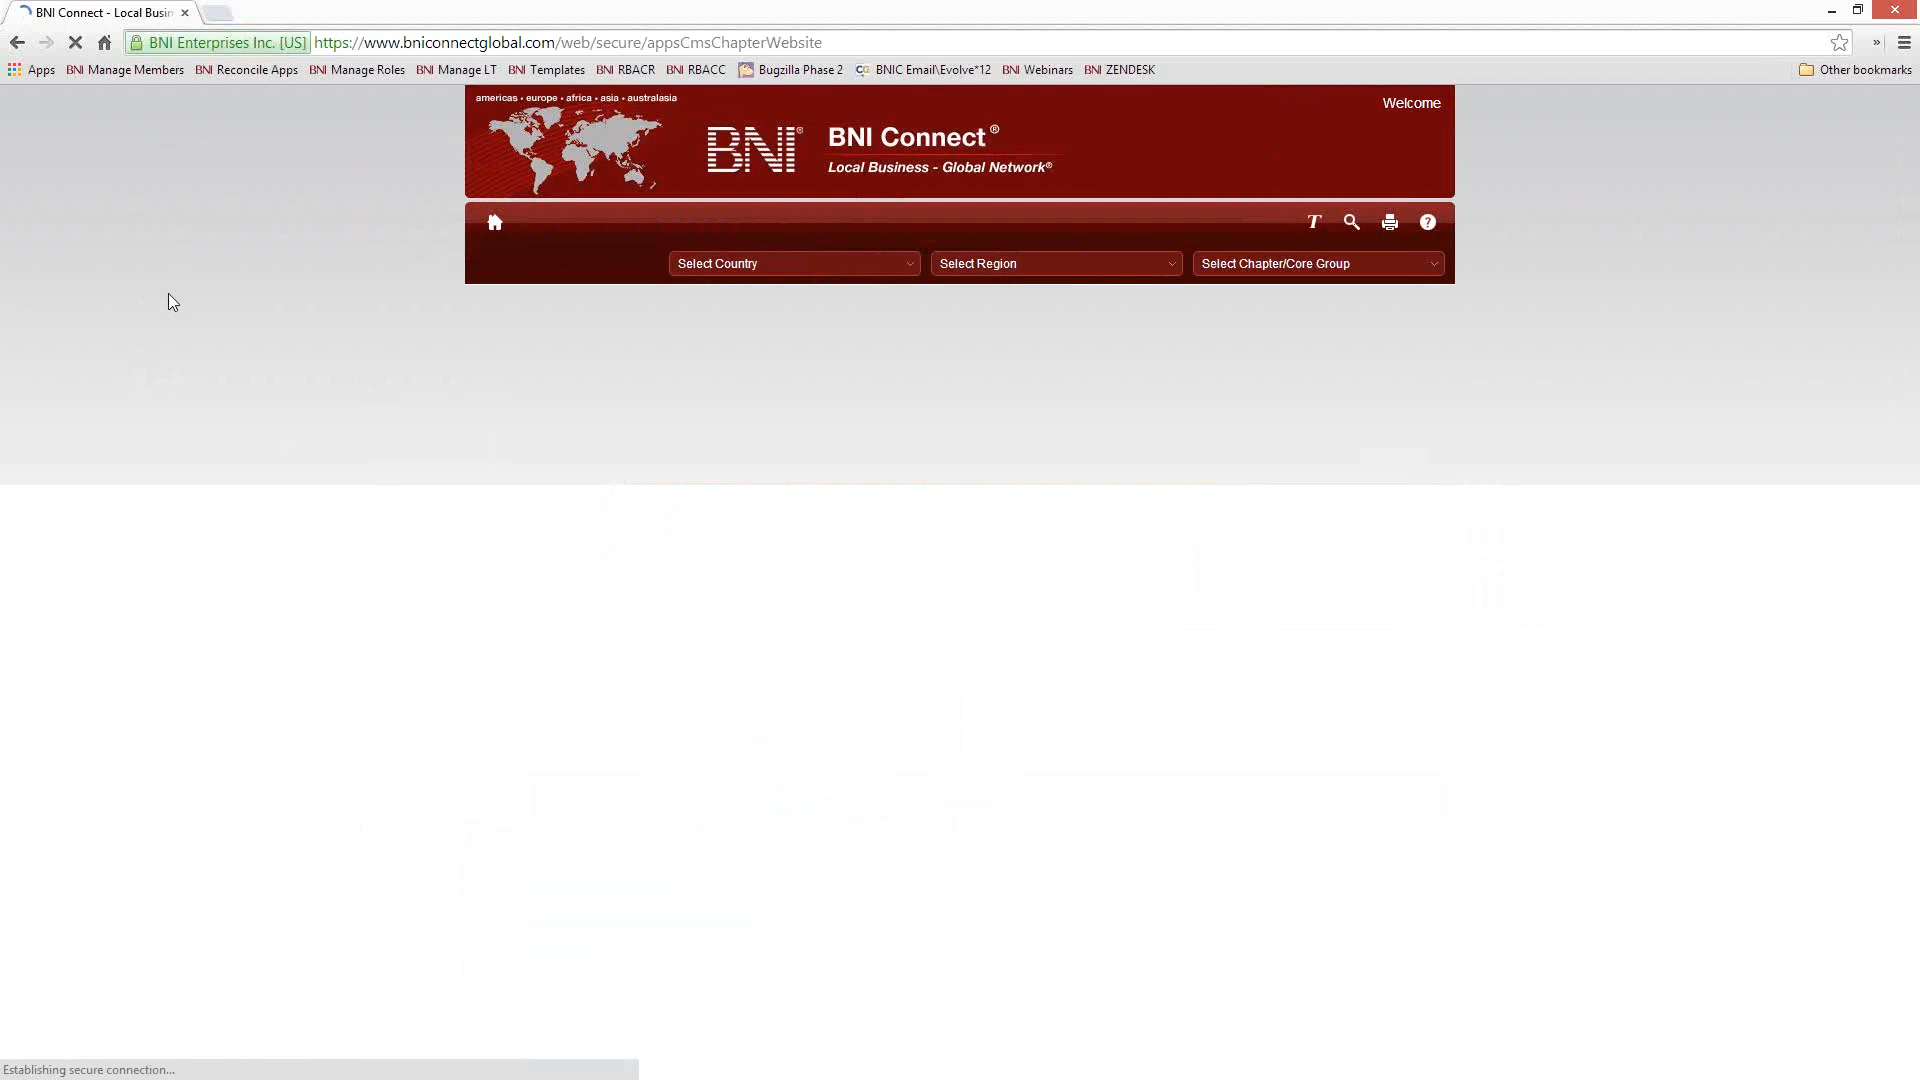 BNI Connect - Local Busin
BNI Enterprises Inc. [US] https://www.bniconnectglobal.com/web/secure/appsCmsChapterWebsite
Apps BNI Manage Members BNI Reconcile Apps BNI Manage Roles BNI Manage LT BNI Templates BNI RBACR BNI RBACC Bugzilla Phase 2 CG BNIC Email\Evolve*12 BNI Webinars BNI ZENDESK Other bookmarks
americas • europe • africa • asia • australasia
Welcome
BNI® BNI Connect®
Local Business - Global Network®
T ?
Select Country Select Region Select Chapter/Core Group
Establishing secure connection...